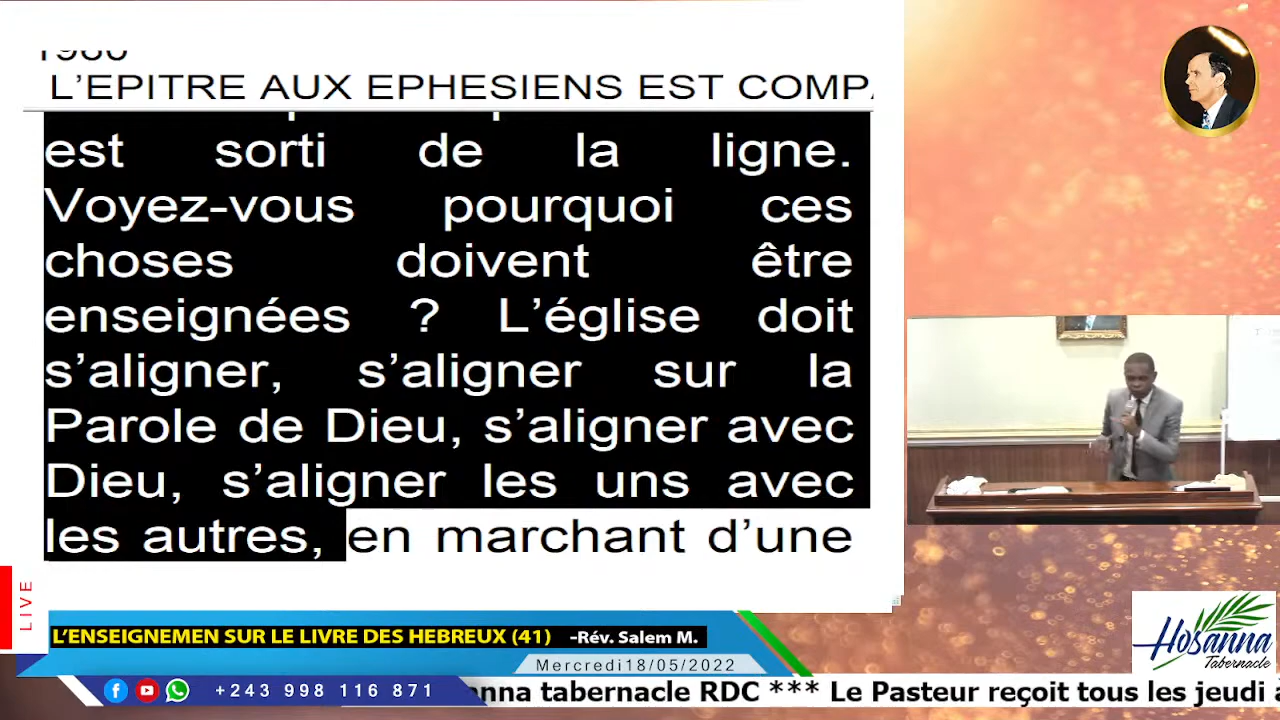 L'EPITRE AUX EPHESIENS EST COMP
est sorti de la ligne.
Voyez-vous pourquoi ces
choses doivent être
enseignées ? L'église doit
s'aligner, s'aligner sur la
Parole de Dieu, s'aligner avec
Dieu, s'aligner les uns avec
les autres, en marchant d'une
LIVE
L'ENSEIGNEMEN SUR LE LIVRE DES HEBREUX (41) -Rév. Salem M.
Mercredi18/05/2022
+243 998 116 871
nna tabernacle RDC *** Le Pasteur reçoit tous les jeudi à
Hosanna
Tabernacle